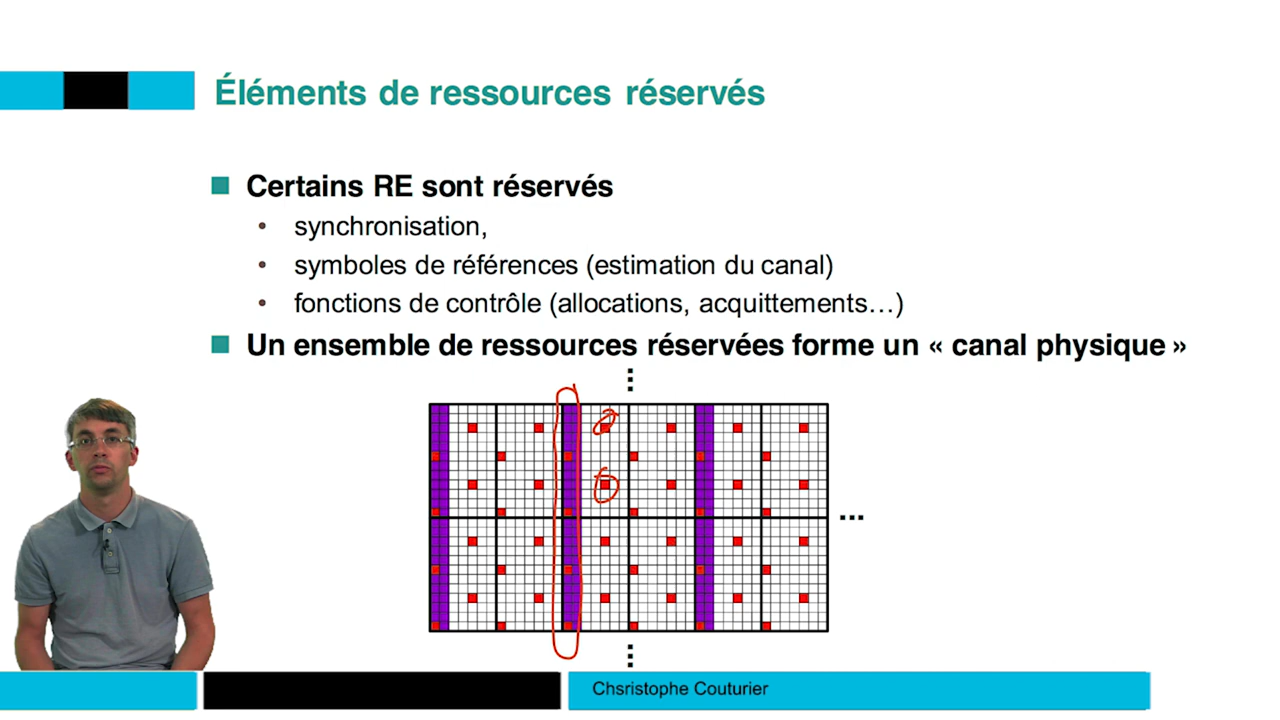 Éléments de ressources réservés
Certains RE sont réservés
synchronisation,
symboles de références (estimation du canal)
fonctions de contrôle (allocations, acquittements…)
Un ensemble de ressources réservées forme un « canal physique »
...
Chsristophe Couturier